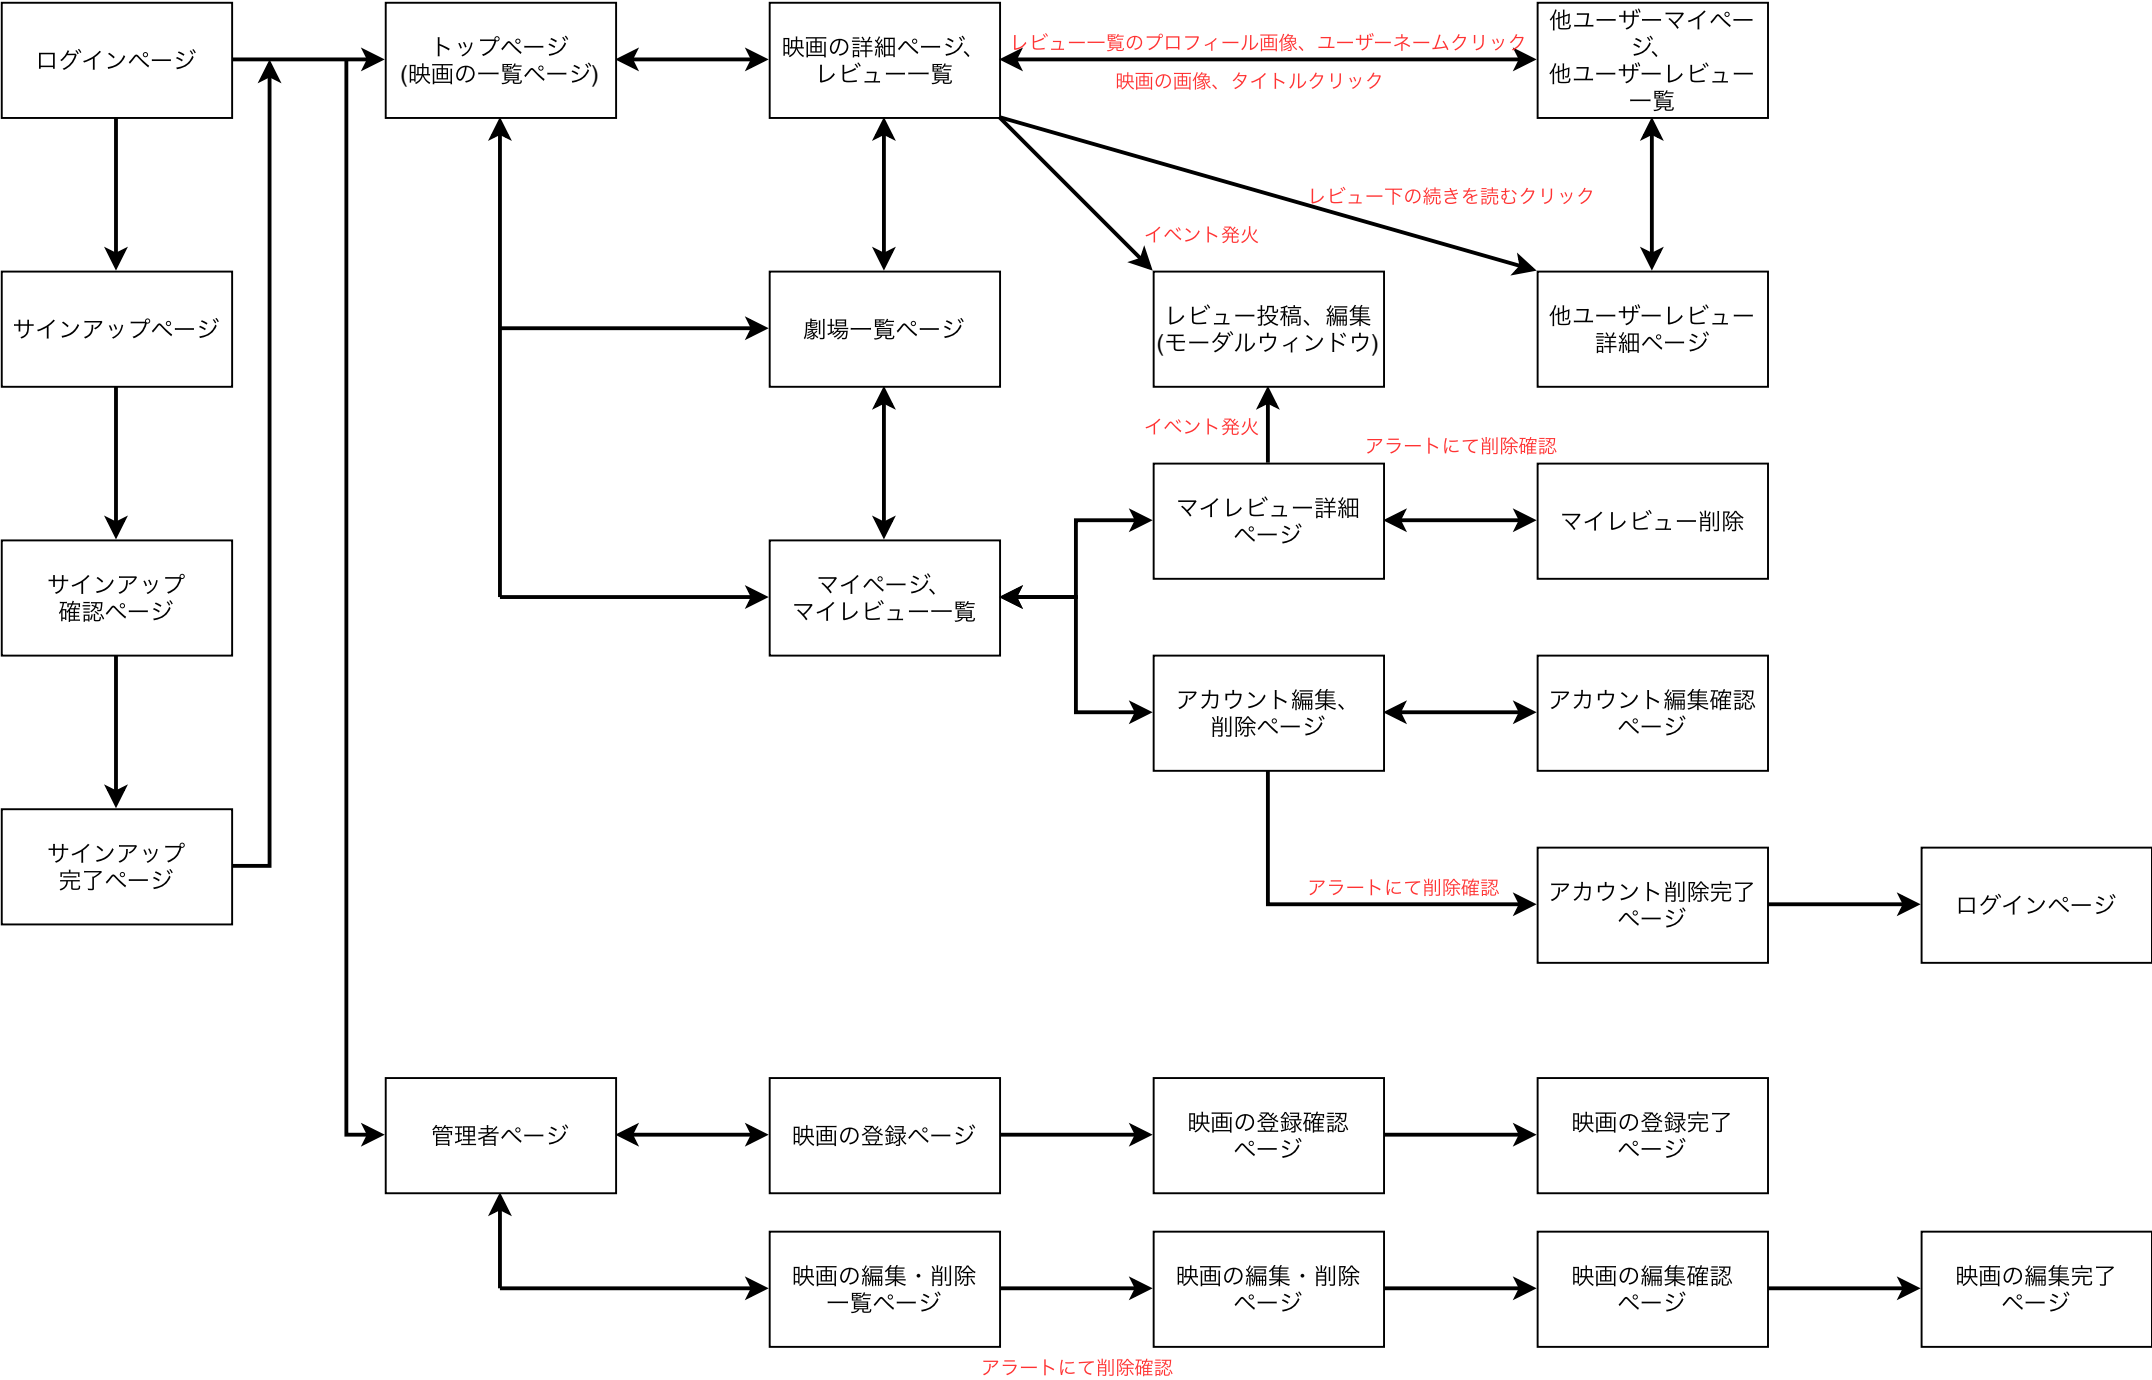 ログインページ
トップページ
(映画の一覧ページ)
映画の詳細ページ、
レビュー一覧
レビュー一覧のプロフィール画像、ユーザーネームクリック
映画の画像、タイトルクリック
他ユーザーマイペー
ジ、
他ユーザーレビュー
一覧
レビュー下の続きを読むクリック
イベント発火
サインアップページ
劇場一覧ページ
レビュー投稿、編集
(モーダルウィンドウ)
他ユーザーレビュー
詳細ページ
イベント発火
アラートにて削除確認
マイレビュー詳細
ページ
マイレビュー削除
サインアップ
確認ページ
マイページ、
マイレビュー一覧
アカウント編集、
削除ページ
アカウント編集確認
ページ
サインアップ
完了ページ
アラートにて削除確認
アカウント削除完了
ページ
ログインページ
管理者ページ
映画の登録ページ
映画の登録確認
ページ
映画の登録完了
ページ
映画の編集・削除
一覧ページ
映画の編集・削除
ページ
映画の編集確認
ページ
映画の編集完了
ページ
アラートにて削除確認